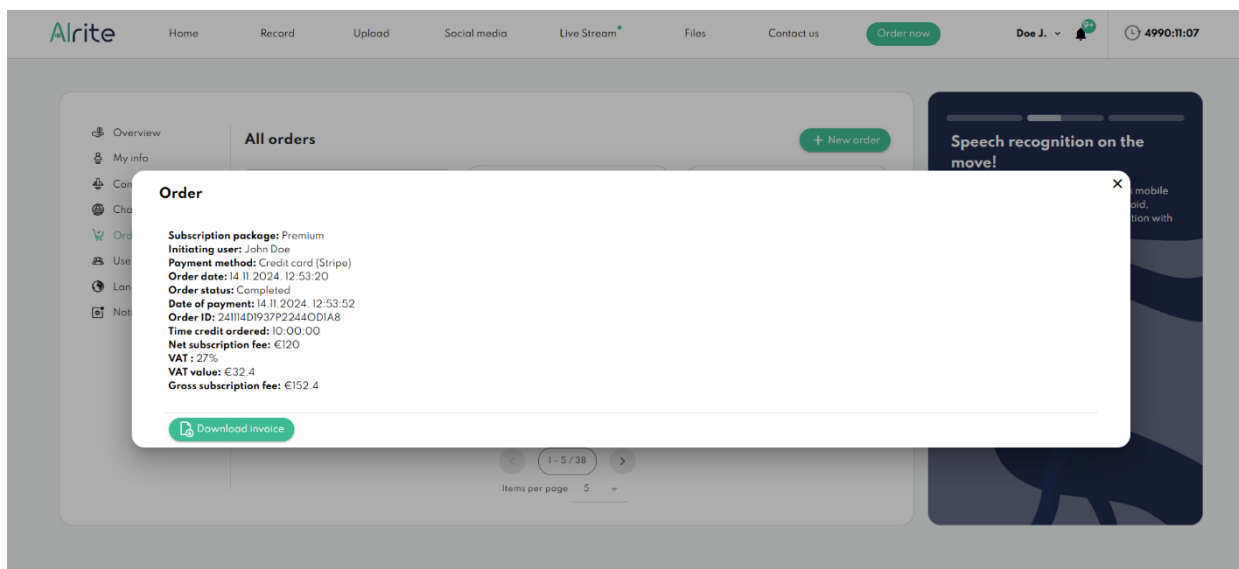 Alrite
Home Record Upload Social media Live Stream Files Contact us Order now Doe J. 9+ 4990:11:07
Overview
My info
All orders
+ New order
Speech recognition on the
move!
mobile
tion with
Order
Subscription package: Premium
Initiating user: John Doe
Payment method: Credit card (Stripe)
Order date: 14.11.2024. 12:53:20
Order status: Completed
Date of payment: 14.11.2024. 12:53:52
Order ID: 241114D1937P2244OD1A8
Time credit ordered: 10:00:00
Net subscription fee: €120
VAT : 27%
VAT value: €32.4
Gross subscription fee: €152.4
Download invoice
1 - 5 / 38
Items per page 5